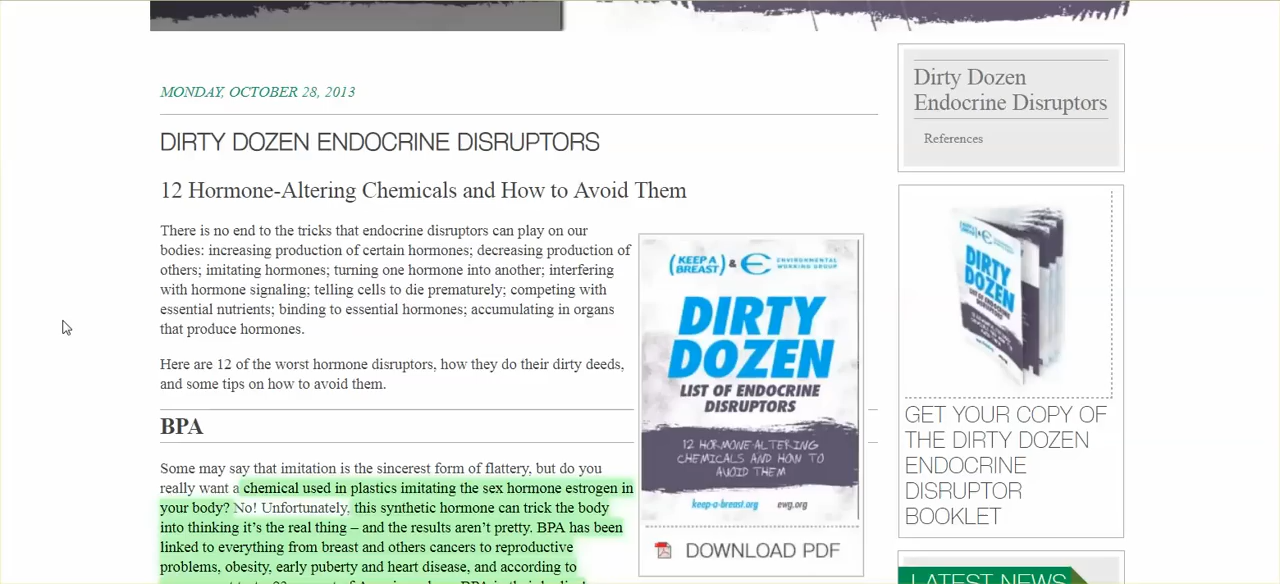 MONDAY, OCTOBER 28, 2013
DIRTY DOZEN ENDOCRINE DISRUPTORS
12 Hormone-Altering Chemicals and How to Avoid Them
There is no end to the tricks that endocrine disruptors can play on our
bodies: increasing production of certain hormones; decreasing production of
others; imitating hormones; turning one hormone into another; interfering
with hormone signaling; telling cells to die prematurely; competing with
essential nutrients; binding to essential hormones; accumulating in organs
that produce hormones.
Here are 12 of the worst hormone disruptors, how they do their dirty deeds,
and some tips on how to avoid them.
BPA
Some may say that imitation is the sincerest form of flattery, but do you
really want a chemical used in plastics imitating the sex hormone estrogen in
your body? No! Unfortunately, this synthetic hormone can trick the body
into thinking it's the real thing – and the results aren't pretty. BPA has been
linked to everything from breast and others cancers to reproductive
problems, obesity, early puberty and heart disease, and according to
(KEEP A BREAST) & ENVIRONMENTAL WORKING GROUP
DIRTY
DOZEN
LIST OF ENDOCRINE
DISRUPTORS
12 HORMONE-ALTERING
CHEMICALS AND HOW TO
AVOID THEM
keep-a-breast.org ewg.org
DOWNLOAD PDF
Dirty Dozen
Endocrine Disruptors
References
DIRTY
DOZEN
GET YOUR COPY OF
THE DIRTY DOZEN
ENDOCRINE
DISRUPTOR
BOOKLET
LATEST NEWS